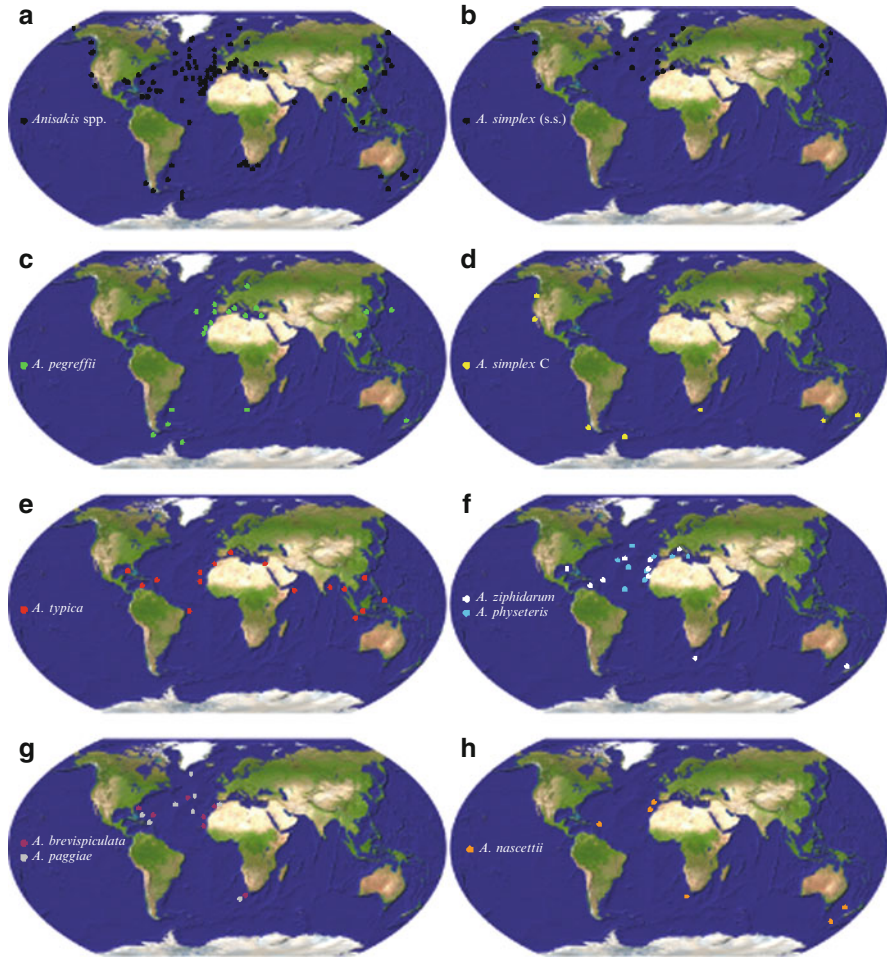 a
b
Anisakis spp.
A. simplex (s.s.)
c
d
A. pegreffii
A. simplex C
e
f
A. typica
A. ziphidarum
A. physeteris
g
h
A. brevispiculata
A. paggiae
A. nascettii